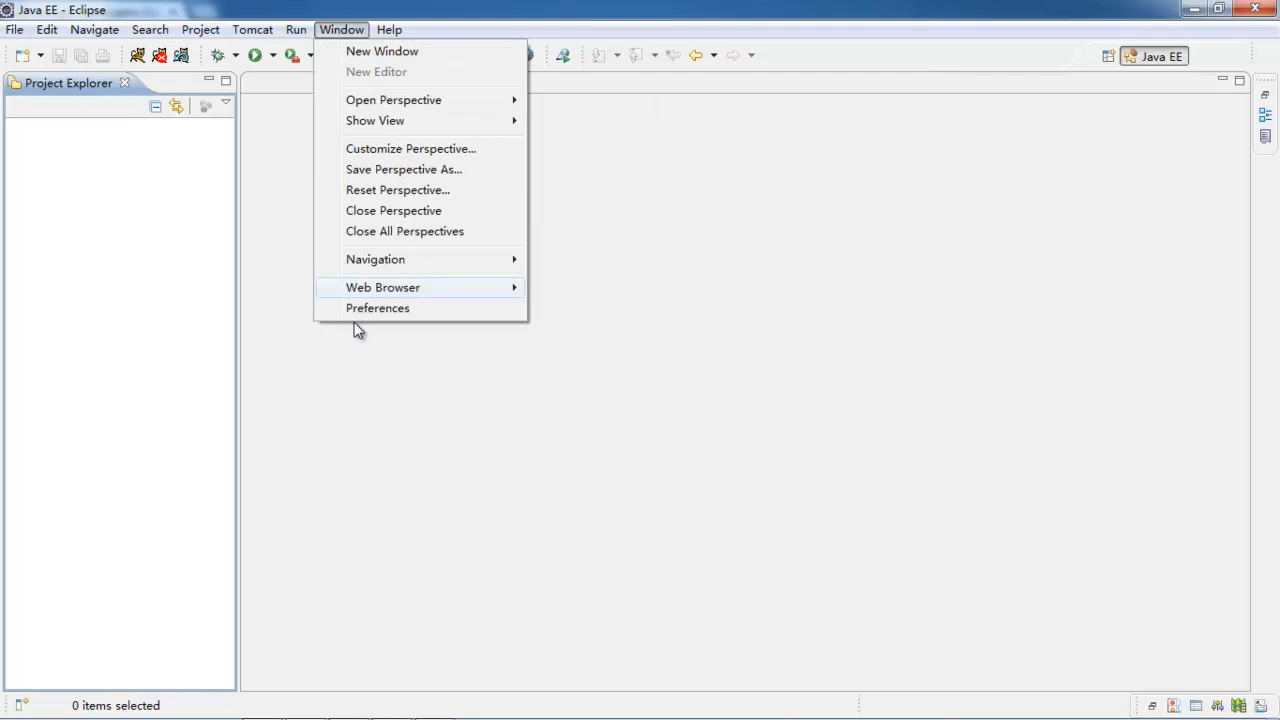 Java EE - Eclipse
File Edit Navigate Search Project Tomcat Run Window Help
Java EE
Project Explorer
New Window
New Editor
Open Perspective
Show View
Customize Perspective...
Save Perspective As...
Reset Perspective...
Close Perspective
Close All Perspectives
Navigation
Web Browser
Preferences
0 items selected